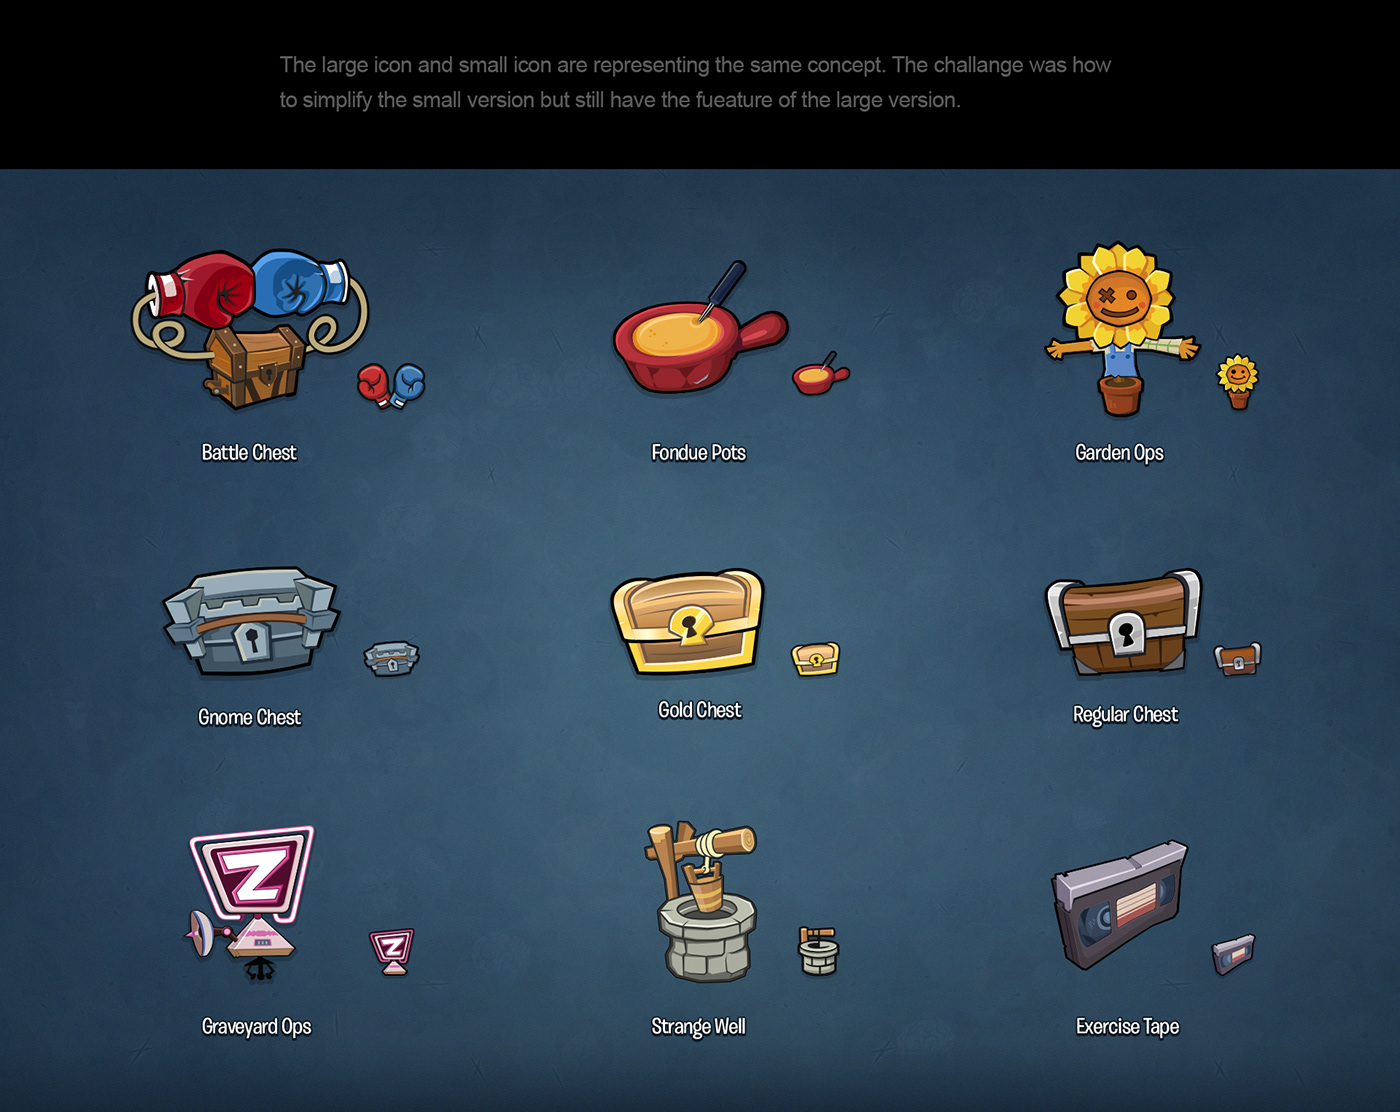 The large icon and small icon are representing the same concept. The challange was how
to simplify the small version but still have the fueature of the large version.
Battle Chest
Fondue Pots
Garden Ops
Gnome Chest
Gold Chest
Regular Chest
Z
Z
Graveyard Ops
Strange Well
Exercise Tape